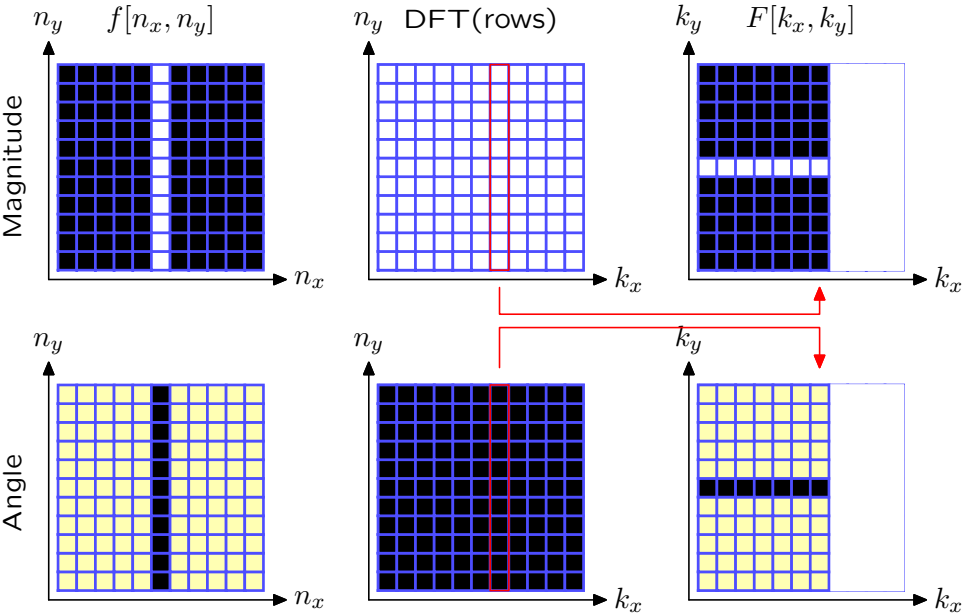 n_y f[n_x, n_y] n_y DFT(rows) k_y F[k_x, k_y]
Magnitude
n_x k_x k_x
n_y n_y k_y
Angle
n_x k_x k_x